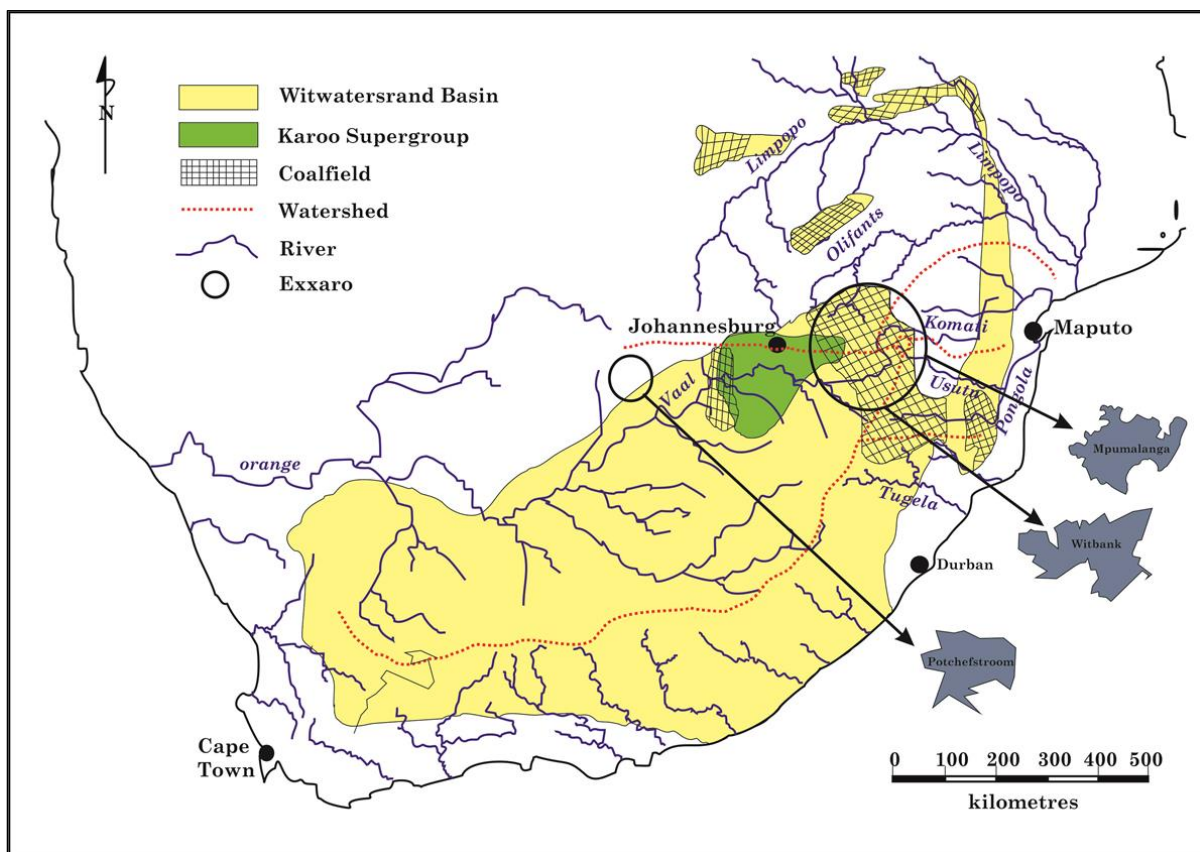 N
Witwatersrand Basin
Karoo Supergroup
Coalfield
Watershed
River
Exxaro
Limpopo
Limpopo
Olifants
Johannesburg
Komati
Maputo
Vaal
Usutu
Pongola
Mpumalanga
orange
Tugela
Witbank
Durban
Potchefstroom
Cape
Town
0 100 200 300 400 500
kilometres